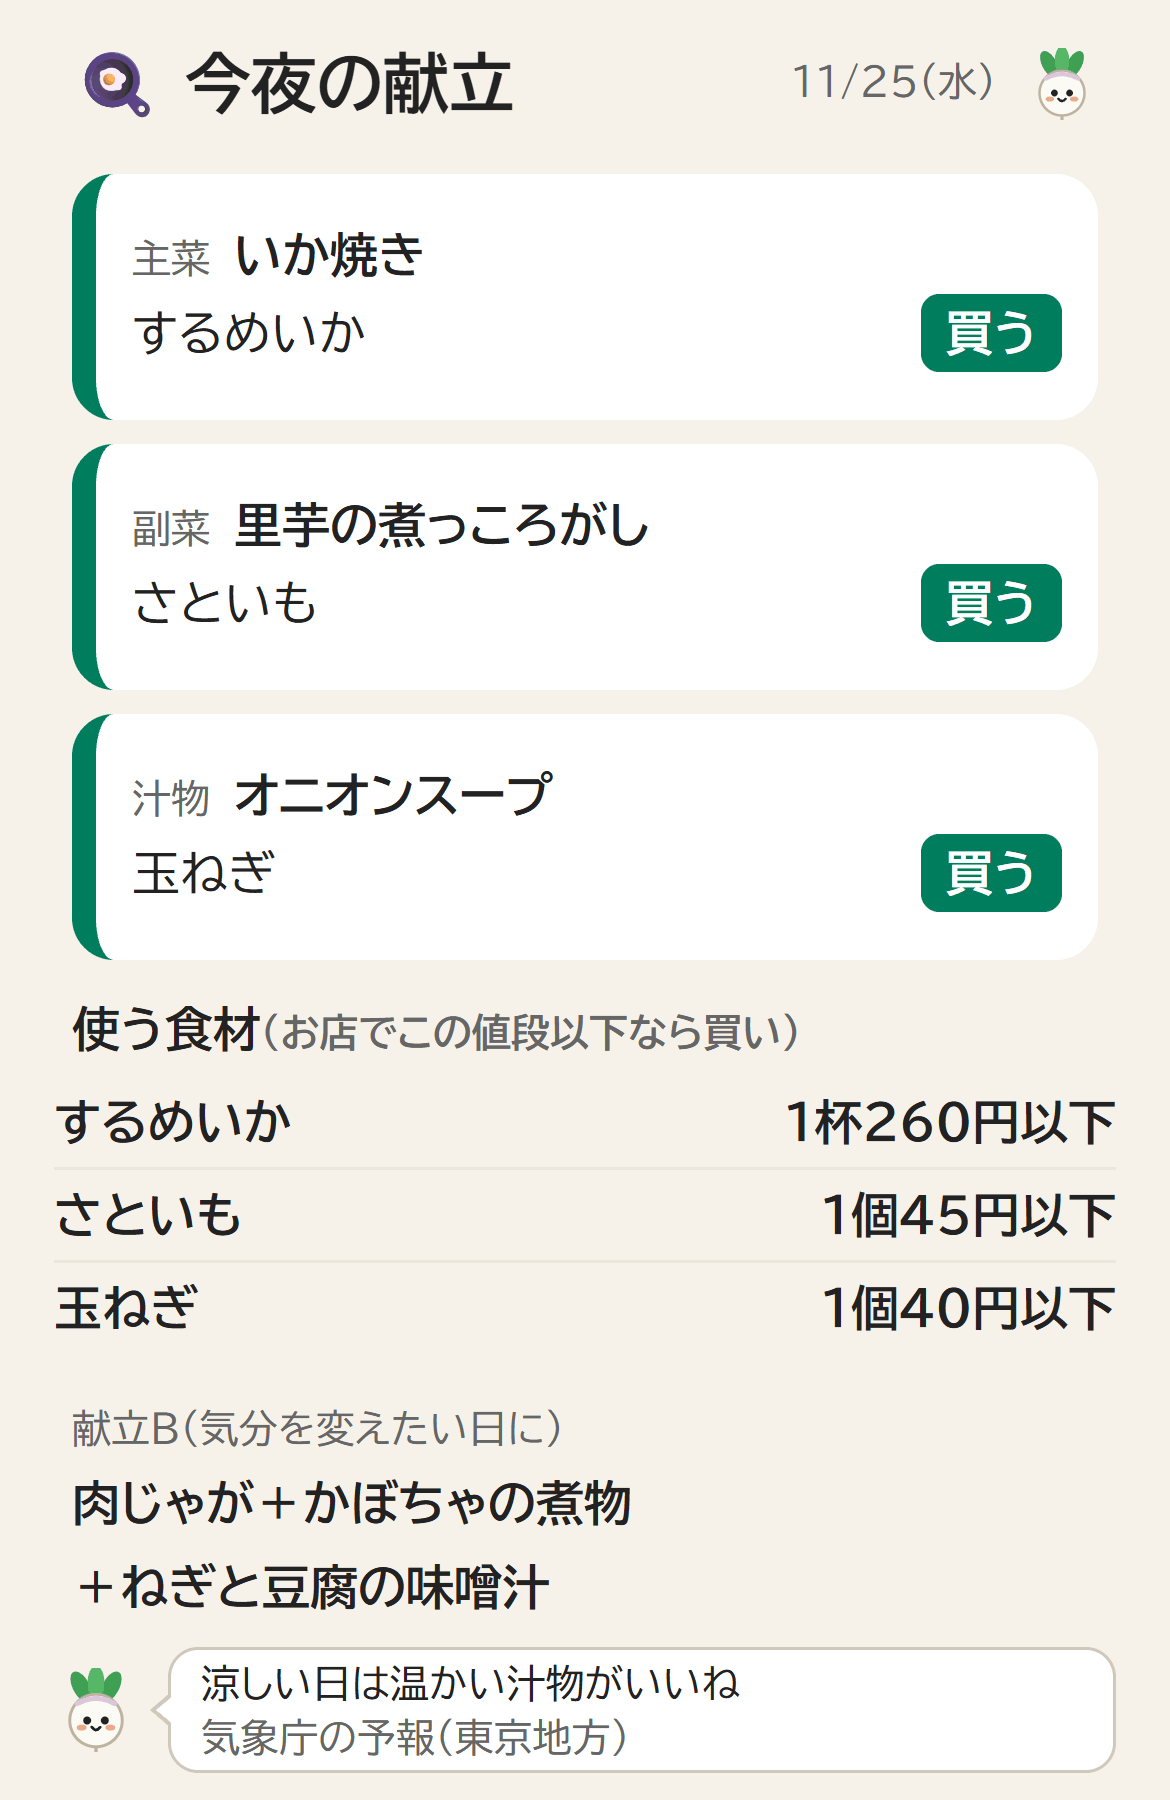 今夜の献立
11/25(水)
主菜 いか焼き
するめいか
買う
副菜 里芋の煮っころがし
さといも
買う
汁物 オニオンスープ
玉ねぎ
買う
使う食材(お店でこの値段以下なら買い)
するめいか 1杯260円以下
さといも 1個45円以下
玉ねぎ 1個40円以下
献立B(気分を変えたい日に)
肉じゃが+かぼちゃの煮物
+ねぎと豆腐の味噌汁
涼しい日は温かい汁物がいいね
気象庁の予報(東京地方)